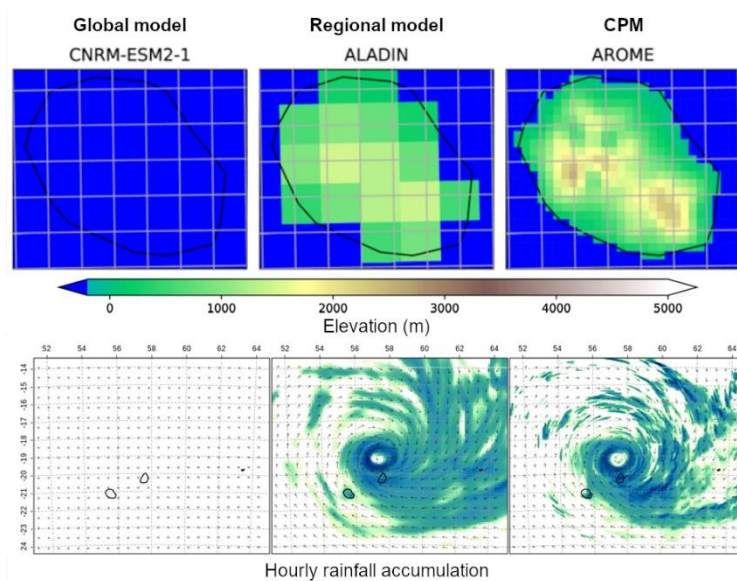 Global model Regional model CPM
CNRM-ESM2-1 ALADIN AROME
0 1000 2000 3000 4000 5000
Elevation (m)
52 54 56 58 60 62 64 52 54 56 58 60 62 64 52 54 56 58 60 62 64
-14
-15
-16
-17
-18
-19
-20
-21
-22
-23
-24
Hourly rainfall accumulation